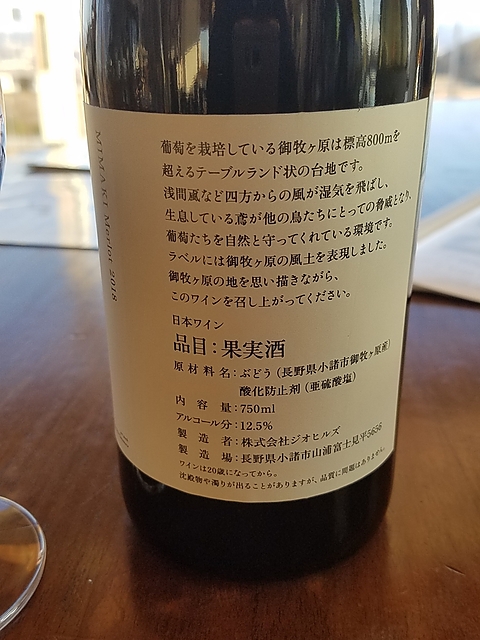 MIMAKI Merlot 2018
葡萄を栽培している御牧ヶ原は標高800mを
超えるテーブルランド状の台地です。
浅間颪など四方からの風が湿気を飛ばし、
生息している鳶が他の鳥たちにとっての脅威となり、
葡萄たちを自然と守ってくれている環境です。
ラベルには御牧ヶ原の風土を表現しました。
御牧ヶ原の地を思い描きながら、
このワインを召し上がってください。
日本ワイン
品目：果実酒
原材料名：ぶどう（長野県小諸市御牧ヶ原産）
酸化防止剤（亜硫酸塩）
内容量：750ml
アルコール分：12.5%
製造者：株式会社ジオヒルズ
製造場：長野県小諸市山浦富士見平5656
ワインは20歳になってから。
沈殿物や濁りが出ることがありますが、品質に問題はありません。